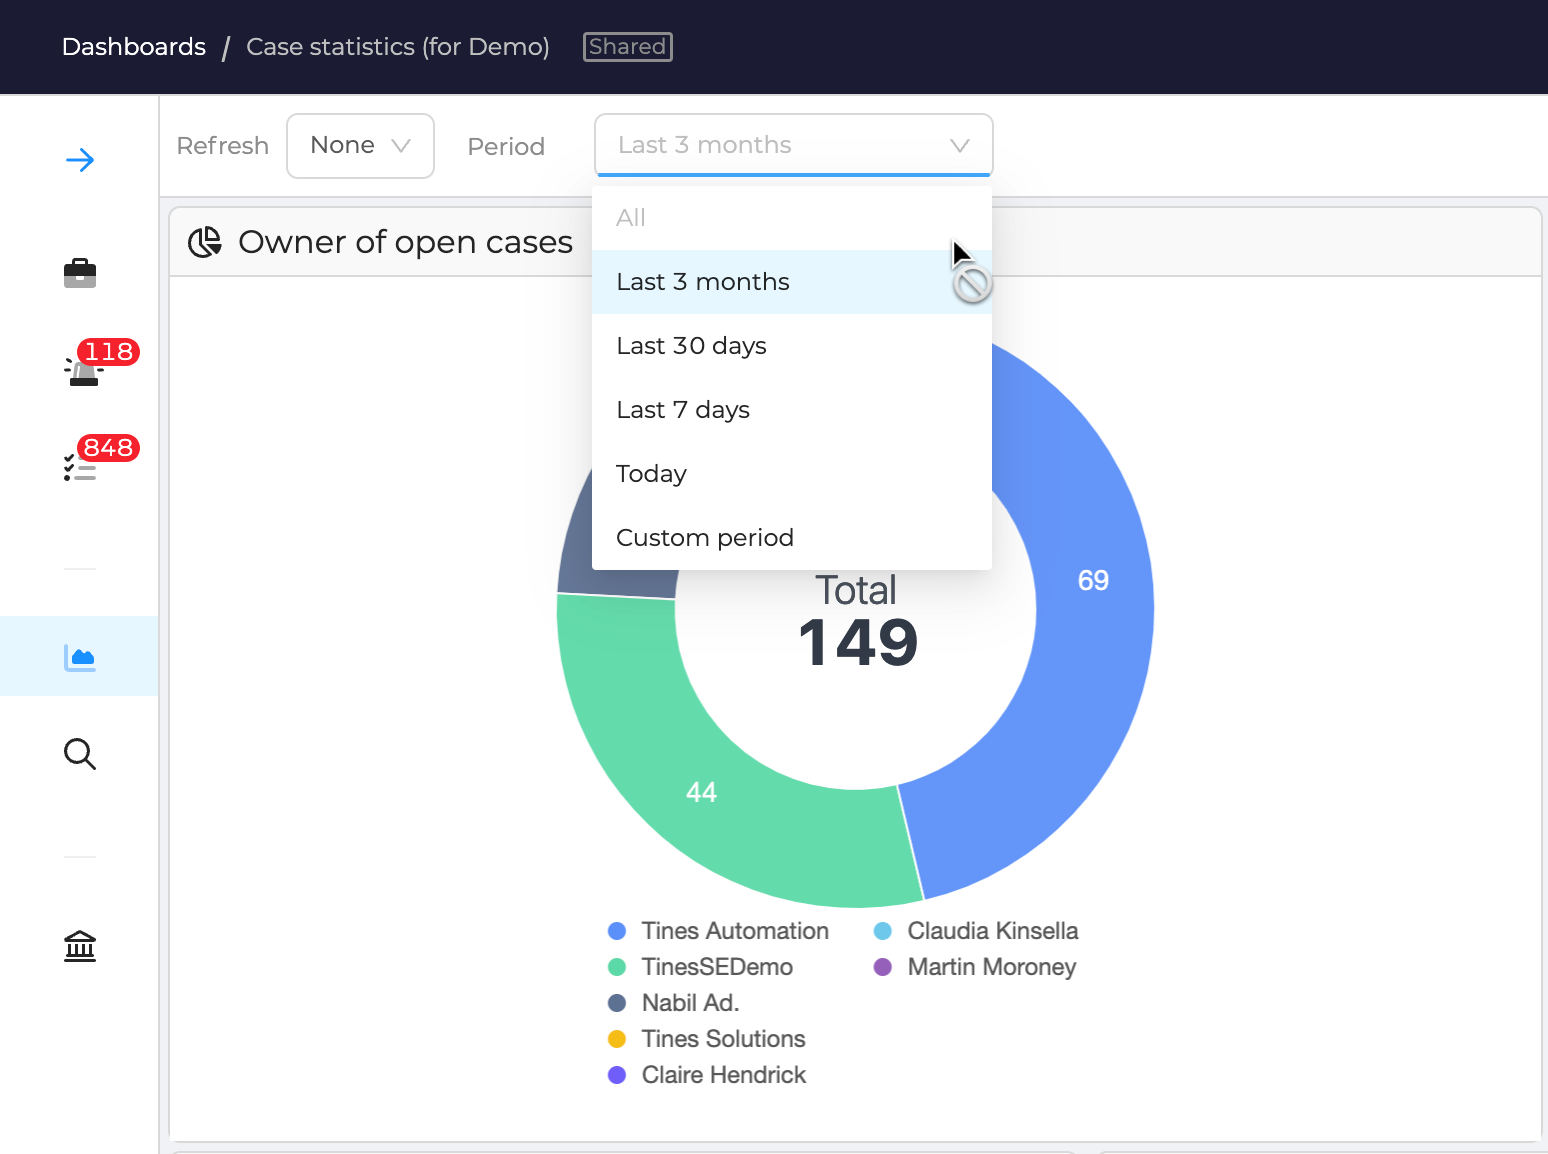 Dashboards / Case statistics (for Demo) Shared
Refresh None Period Last 3 months
118
848
Owner of open cases
All
Last 3 months
Last 30 days
Last 7 days
Today
Custom period
69
Total
149
44
Tines Automation
TinesSEDemo
Nabil Ad.
Tines Solutions
Claire Hendrick
Claudia Kinsella
Martin Moroney